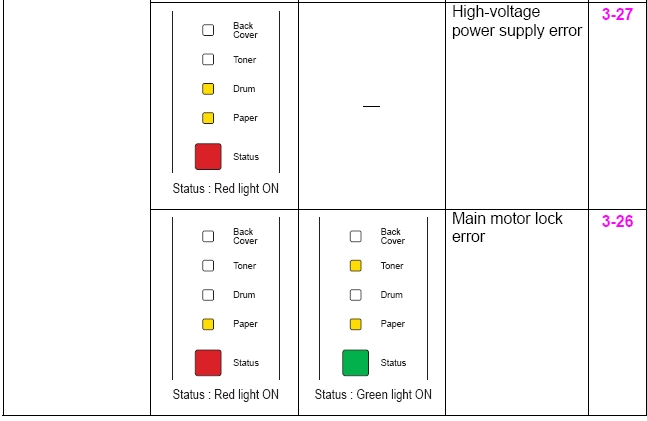 Back
Cover
Toner
Drum
Paper
Status
Status : Red light ON
—
High-voltage
power supply error
3-27
Back
Cover
Toner
Drum
Paper
Status
Status : Red light ON
Back
Cover
Toner
Drum
Paper
Status
Status : Green light ON
Main motor lock
error
3-26